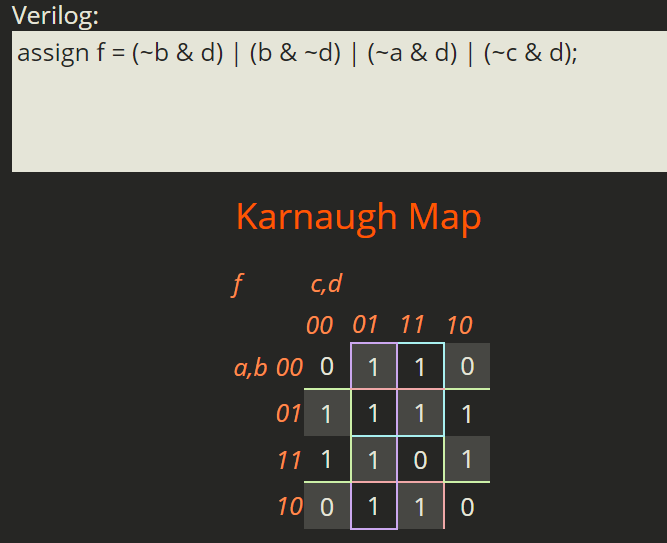 Verilog:
assign f = (~b & d) | (b & ~d) | (~a & d) | (~c & d);
Karnaugh Map
f c,d
00 01 11 10
a,b 00 0 1 1 0
01 1 1 1 1
11 1 1 0 1
10 0 1 1 0